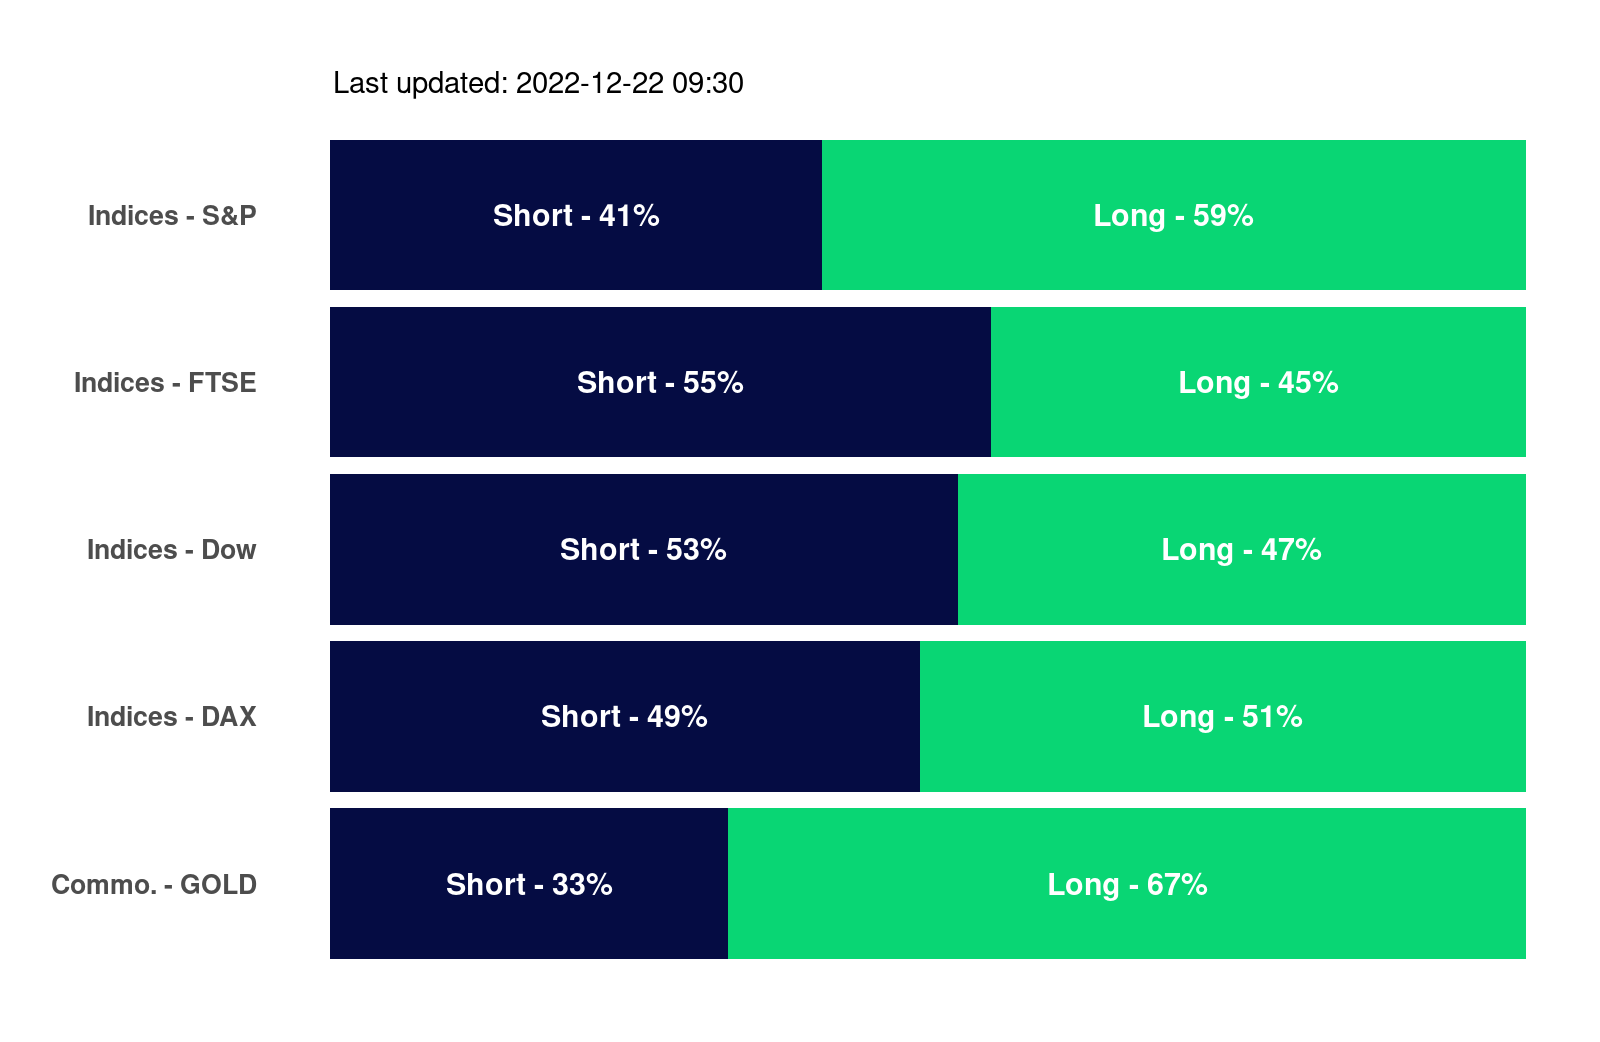 Last updated: 2022-12-22 09:30
Indices - S&P
Short - 41%
Long - 59%
Indices - FTSE
Short - 55%
Long - 45%
Indices - Dow
Short - 53%
Long - 47%
Indices - DAX
Short - 49%
Long - 51%
Commo. - GOLD
Short - 33%
Long - 67%